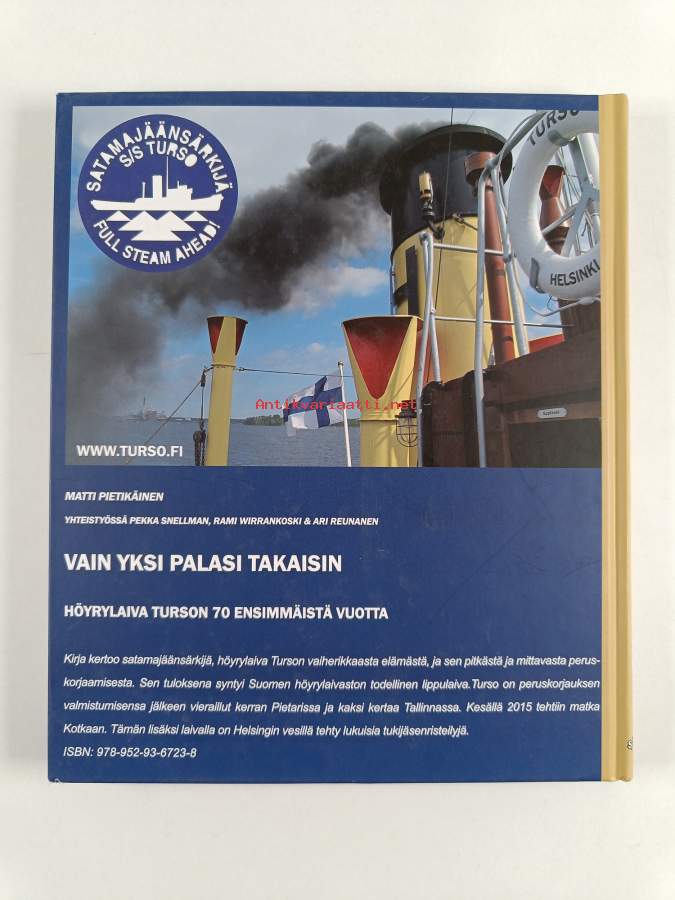 SATAMAJÄÄNSÄRKIJÄ
S/S TURSO
FULL STEAM AHEAD!
TURSO
HELSINKI
Antikvariaatti.net
WWW.TURSO.FI
MATTI PIETIKÄINEN
YHTEISTYÖSSÄ PEKKA SNELLMAN, RAMI WIRRANKOSKI & ARI REUNANEN
VAIN YKSI PALASI TAKAISIN
HÖYRYLAIVA TURSON 70 ENSIMMÄISTÄ VUOTTA
Kirja kertoo satamajäänsärkijä, höyrylaiva Turson vaiherikkaasta elämästä, ja sen pitkästä ja mittavasta perus-
korjaamisesta. Sen tuloksena syntyi Suomen höyrylaivaston todellinen lippulaiva.Turso on peruskorjauksen
valmistumisensa jälkeen vieraillut kerran Pietarissa ja kaksi kertaa Tallinnassa. Kesällä 2015 tehtiin matka
Kotkaan. Tämän lisäksi laivalla on Helsingin vesillä tehty lukuisia tukijäsenristeilyjä.
ISBN: 978-952-93-6723-8